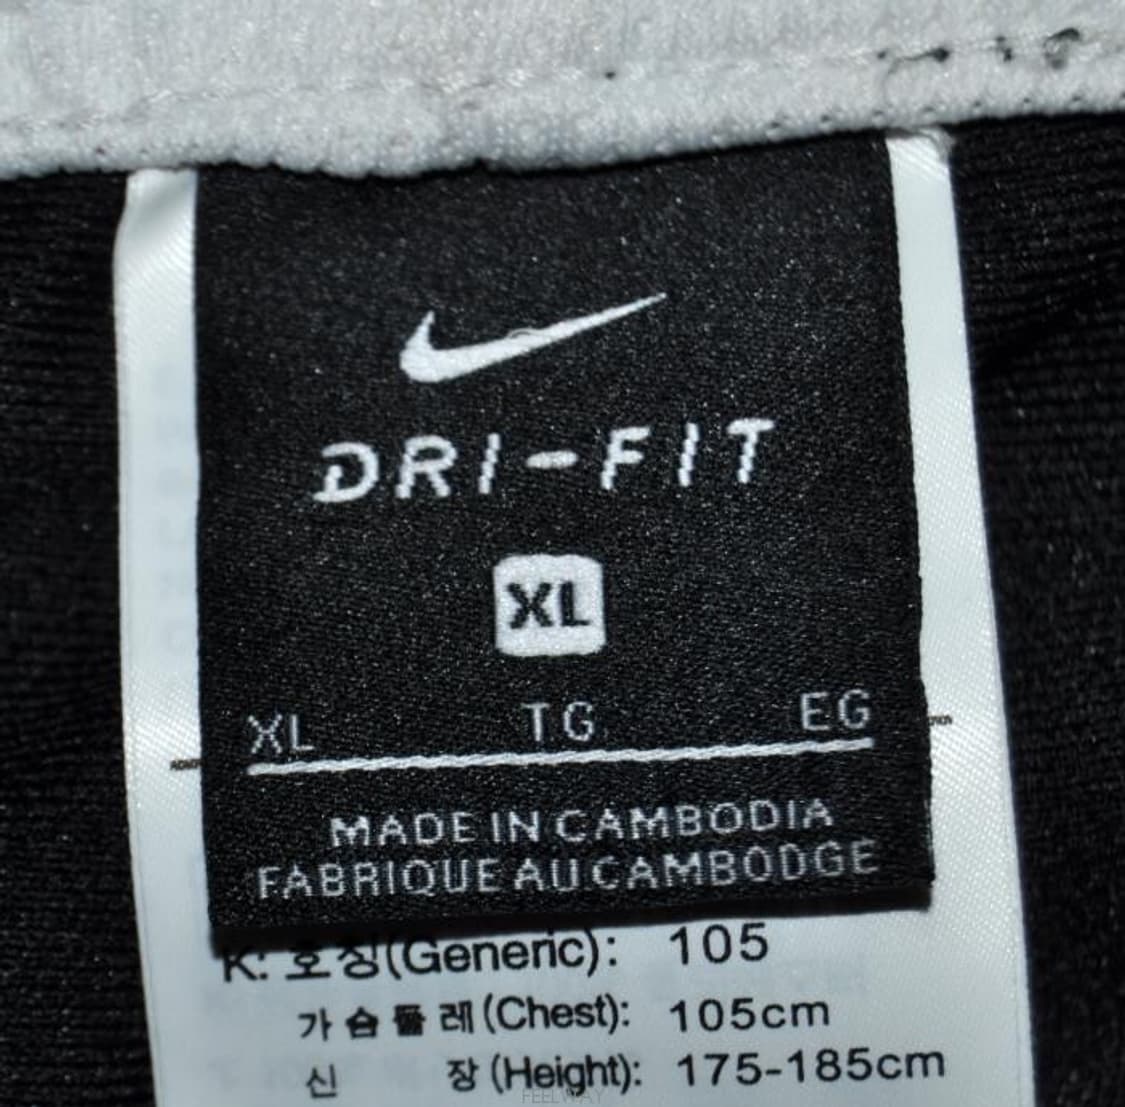 DRI-FIT
XL
XL TG EG
MADE IN CAMBODIA
FABRIQUE AU CAMBODGE
K: 호칭(Generic): 105
가슴둘레(Chest): 105cm
신 장(Height): 175-185cm
FEELWAY